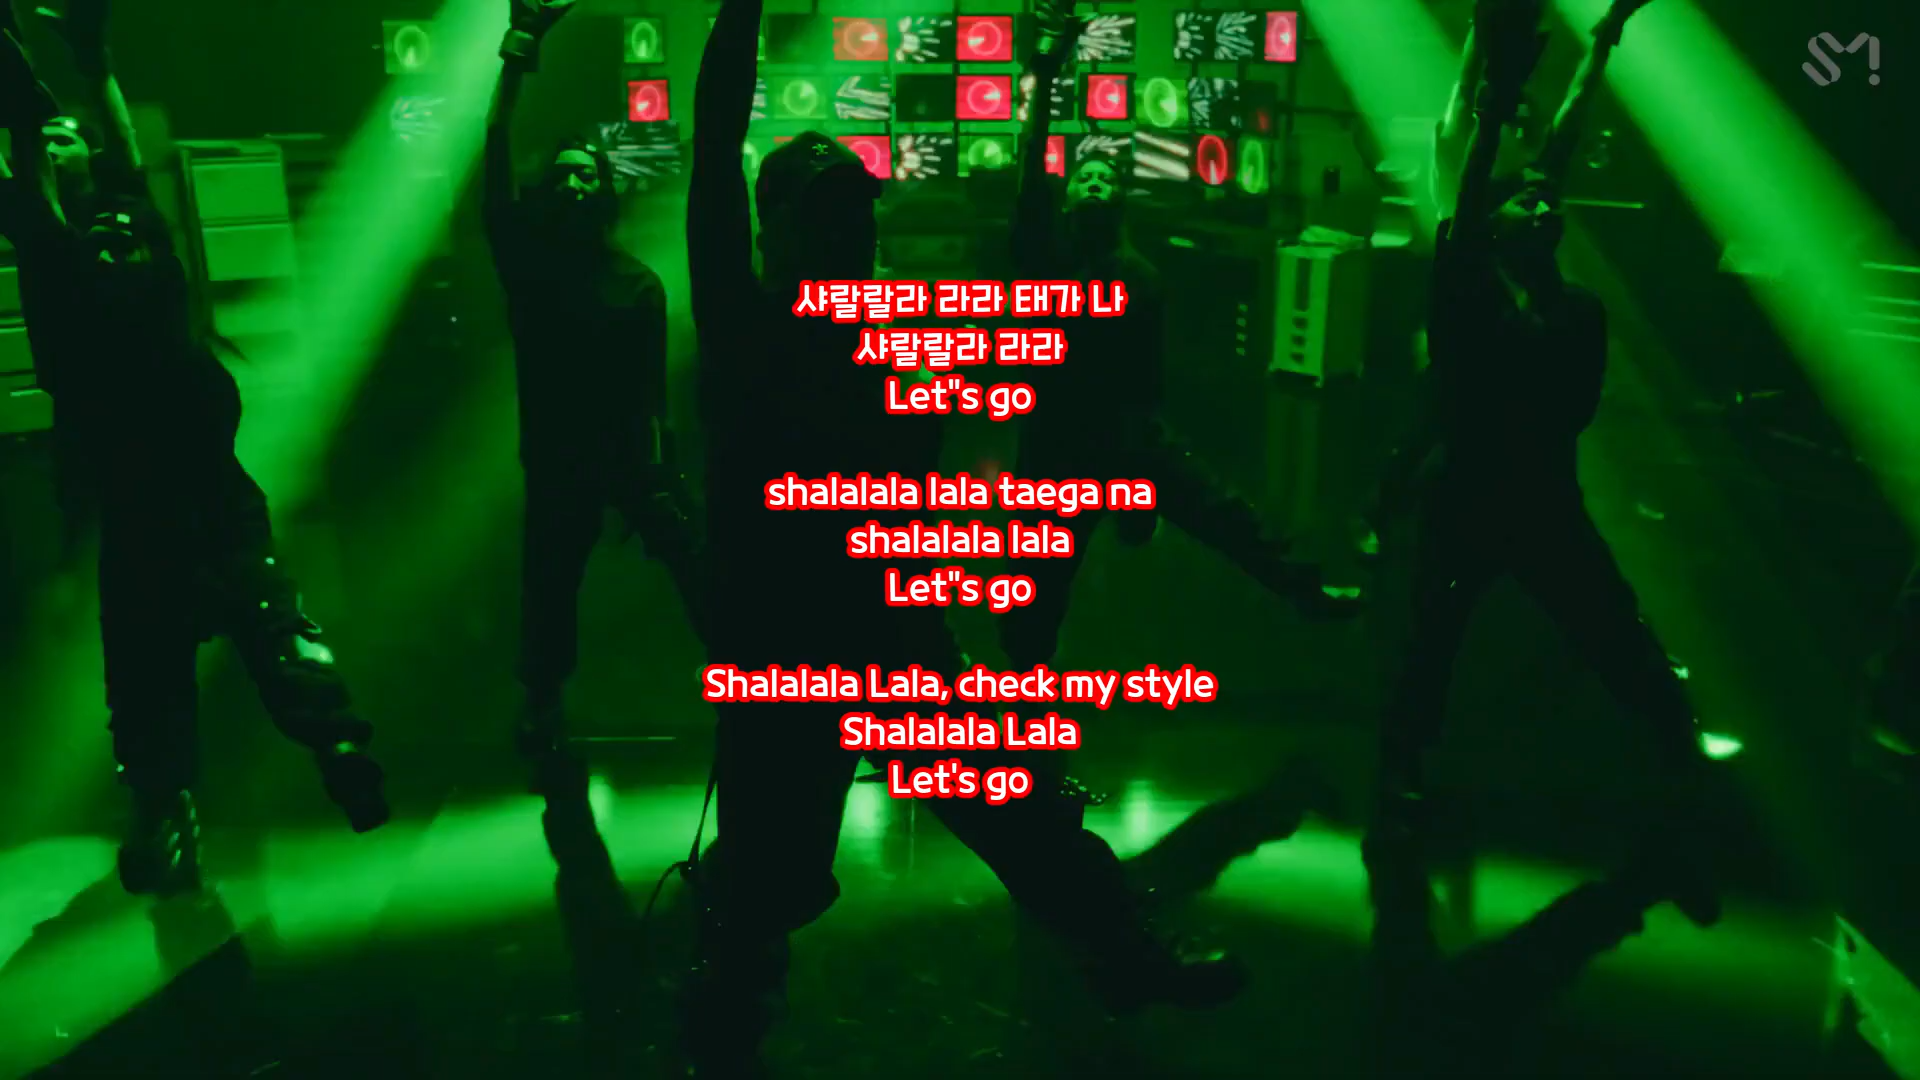 SM!
샤랄랄라 라라 태가 나
샤랄랄라 라라
Let"s go
shalalala lala taega na
shalalala lala
Let"s go
Shalalala Lala, check my style
Shalalala Lala
Let's go